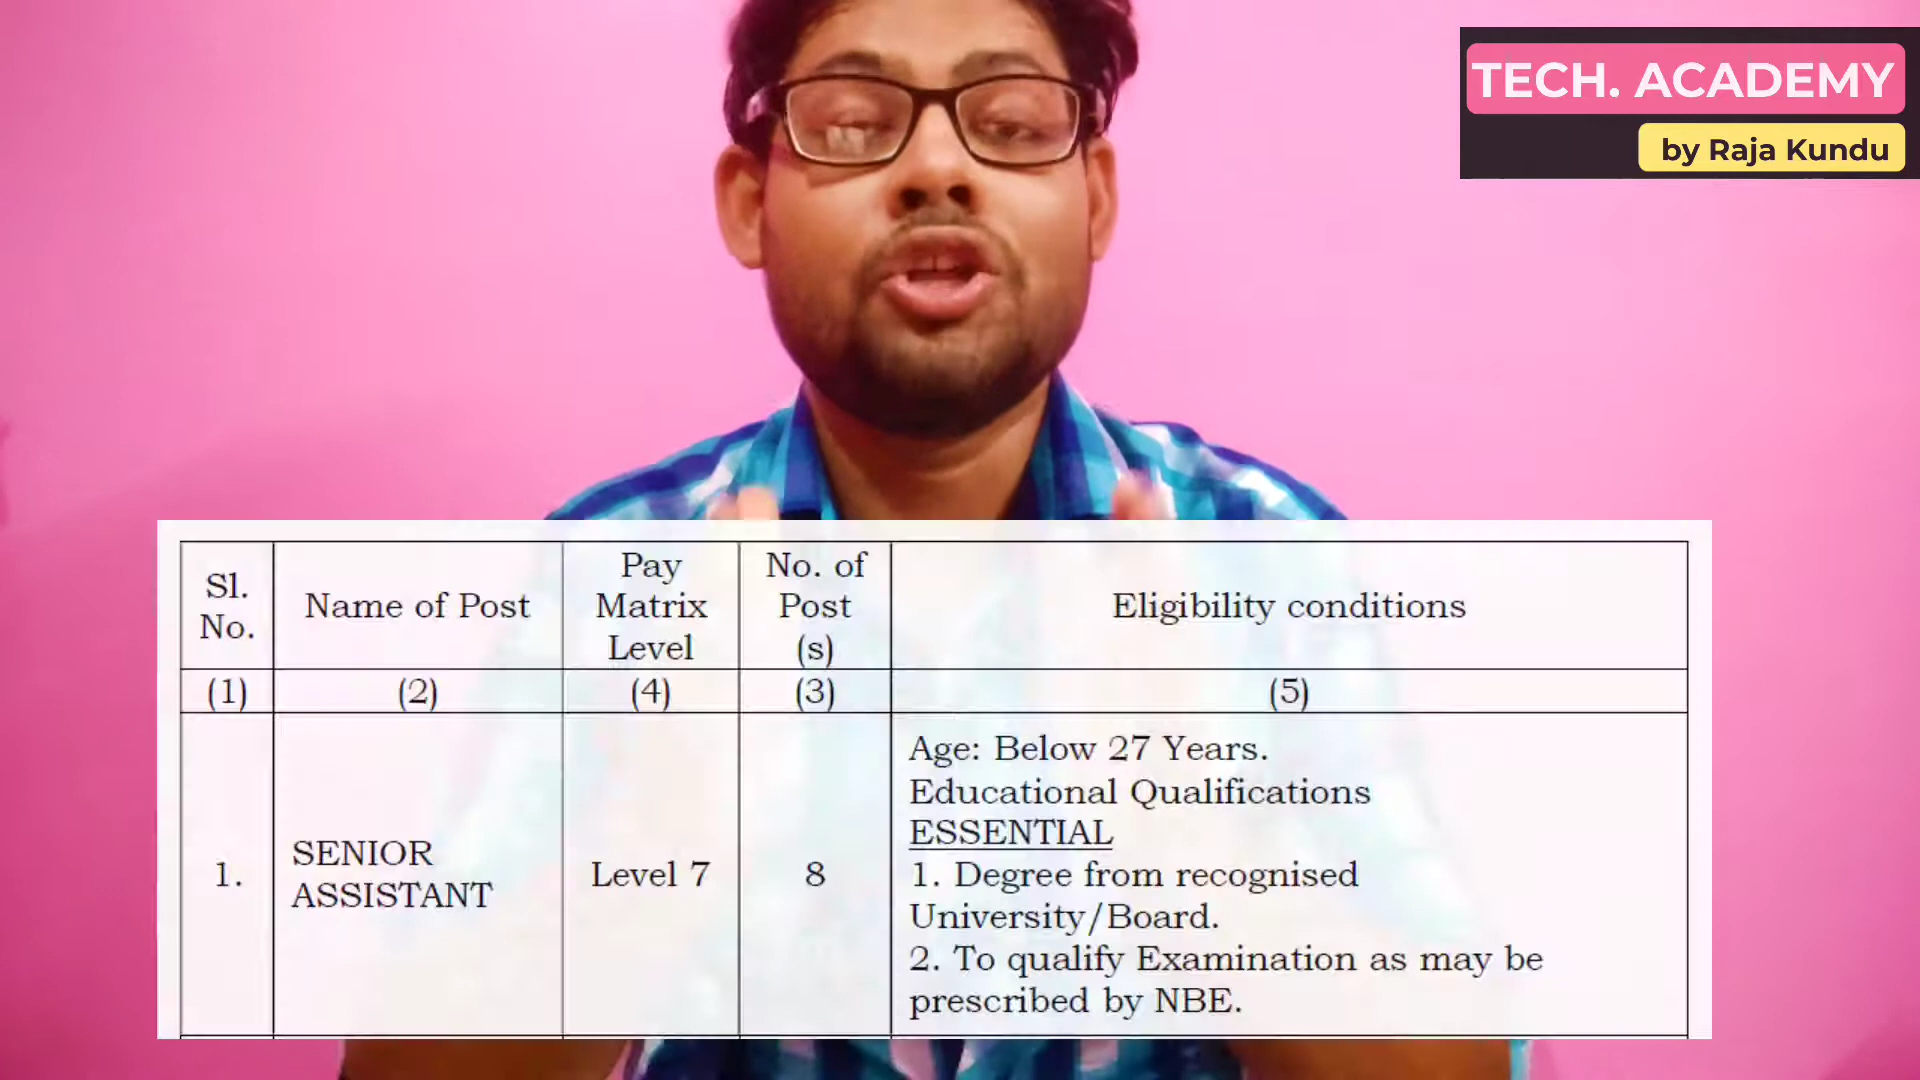 TECH. ACADEMY
by Raja Kundu
Sl.
No.
Name of Post
Pay
Matrix
Level
No. of
Post
(s)
Eligibility conditions
(1)
(2)
(4)
(3)
(5)
1.
SENIOR
ASSISTANT
Level 7
8
Age: Below 27 Years.
Educational Qualifications
ESSENTIAL
1. Degree from recognised
University/Board.
2. To qualify Examination as may be
prescribed by NBE.